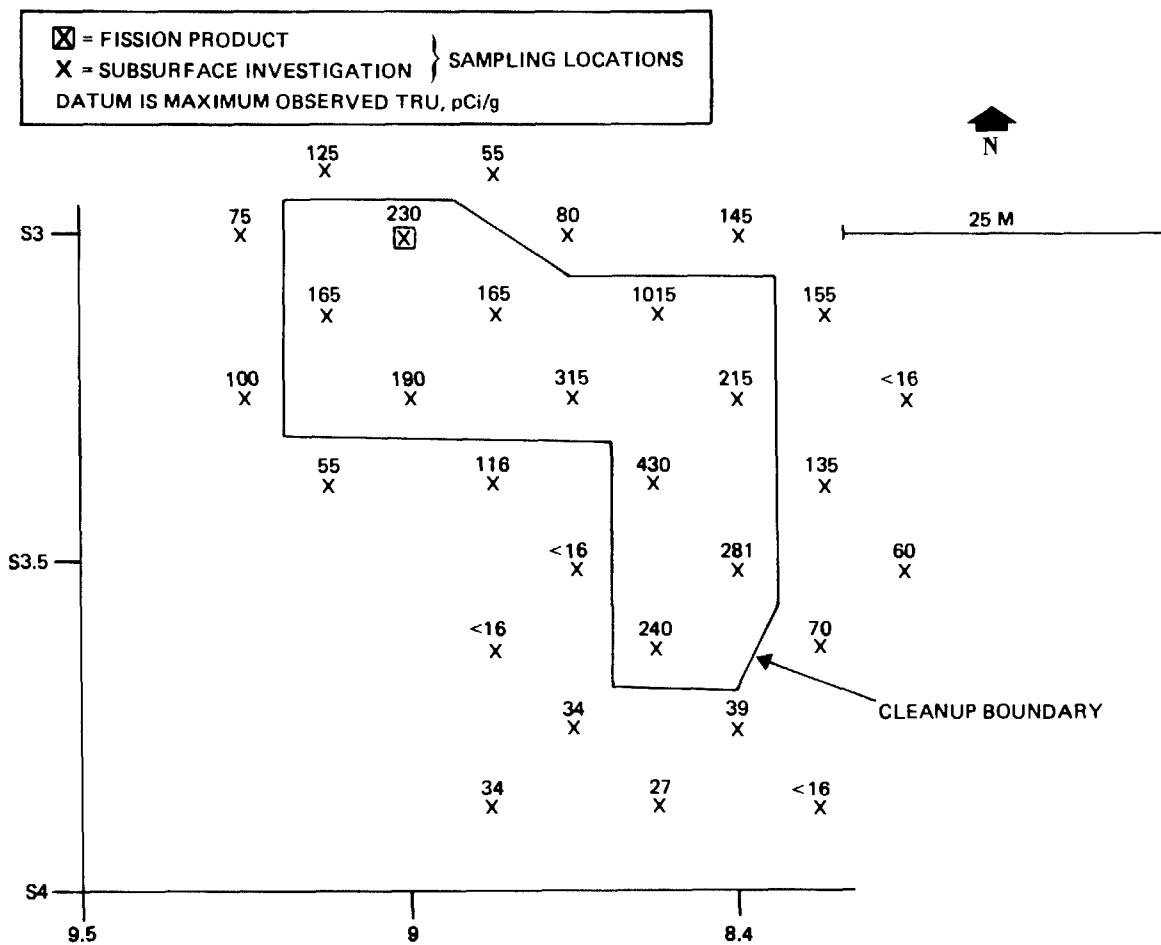 ☒ = FISSION PRODUCT
X = SUBSURFACE INVESTIGATION } SAMPLING LOCATIONS
DATUM IS MAXIMUM OBSERVED TRU, pCi/g
N
25 M
125 55
S3 75 230 80 145
165 165 1015 155
100 190 315 215 <16
55 116 430 135
S3.5 <16 281 60
<16 240 70
CLEANUP BOUNDARY
34 39
34 27 <16
S4
9.5 9 8.4